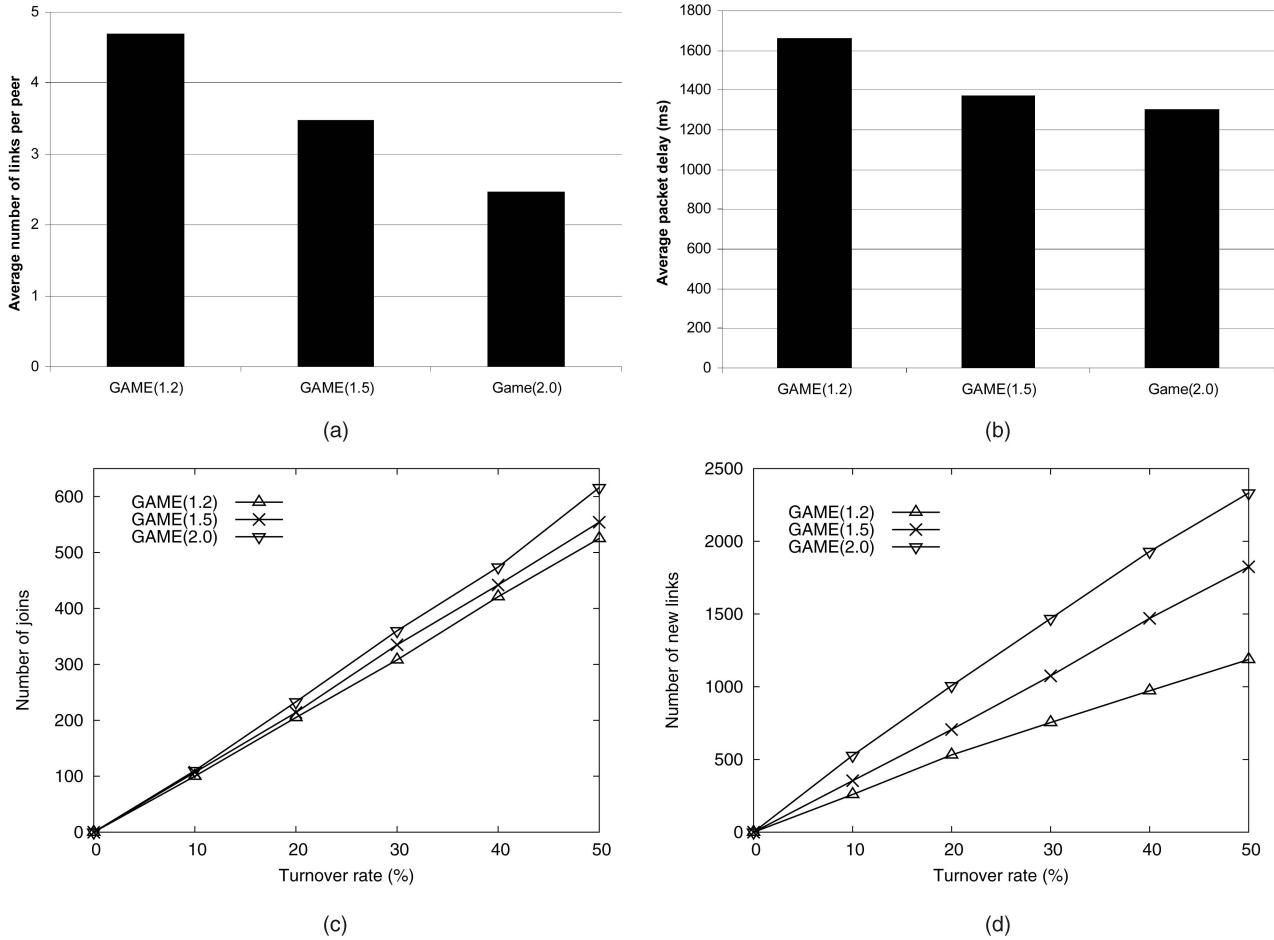 5
4
3
2
1
0
Average number of links per peer
GAME(1.2)
GAME(1.5)
Game(2.0)
(a)
1800
1600
1400
1200
1000
800
600
400
200
0
Average packet delay (ms)
GAME(1.2)
GAME(1.5)
Game(2.0)
(b)
600
500
400
300
200
100
0
Number of joins
GAME(1.2)
GAME(1.5)
GAME(2.0)
0 10 20 30 40 50
Turnover rate (%)
(c)
2500
2000
1500
1000
500
0
Number of new links
GAME(1.2)
GAME(1.5)
GAME(2.0)
0 10 20 30 40 50
Turnover rate (%)
(d)